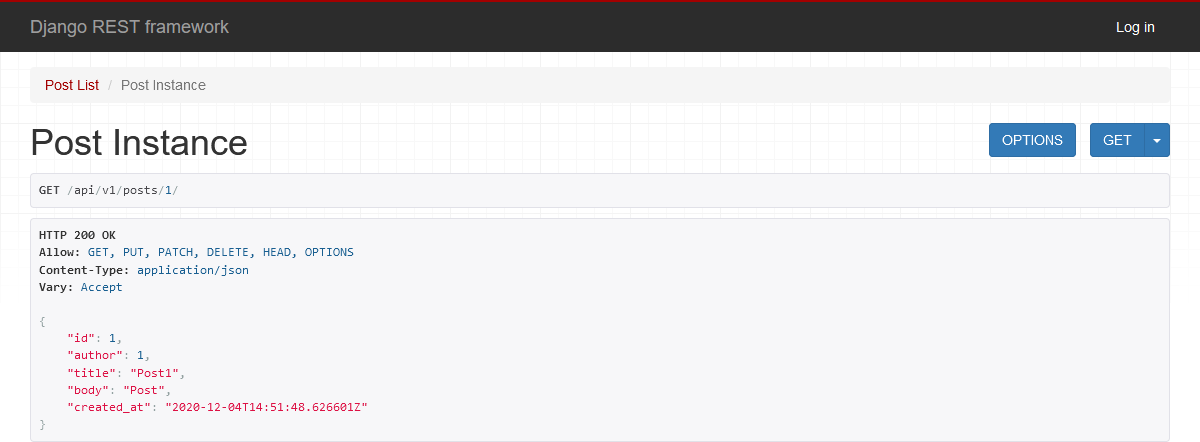 Django REST framework
Log in
Post List / Post Instance
Post Instance
OPTIONS
GET
GET /api/v1/posts/1/
HTTP 200 OK
Allow: GET, PUT, PATCH, DELETE, HEAD, OPTIONS
Content-Type: application/json
Vary: Accept
{
    "id": 1,
    "author": 1,
    "title": "Post1",
    "body": "Post",
    "created_at": "2020-12-04T14:51:48.626601Z"
}